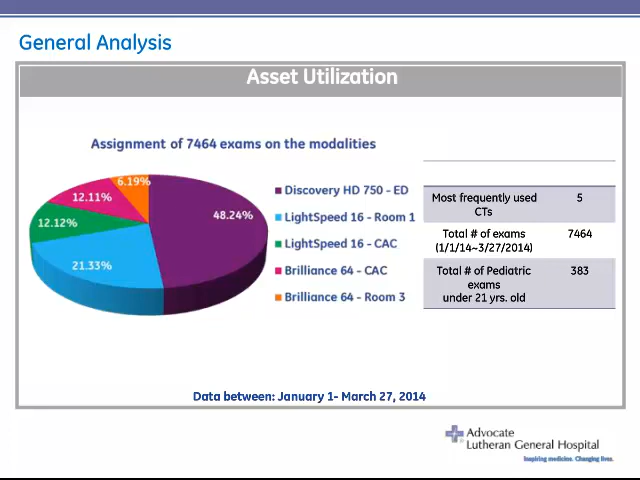 General Analysis
Asset Utilization
Assignment of 7464 exams on the modalities
6.19%
12.11%
12.12%
21.33%
48.24%
Discovery HD 750 - ED
LightSpeed 16 - Room 1
LightSpeed 16 - CAC
Brilliance 64 - CAC
Brilliance 64 - Room 3
Most frequently used 5
CTs
Total # of exams 7464
(1/1/14~3/27/2014)
Total # of Pediatric 383
exams
under 21 yrs. old
Data between: January 1- March 27, 2014
Advocate
Lutheran General Hospital
Inspiring medicine. Changing lives.